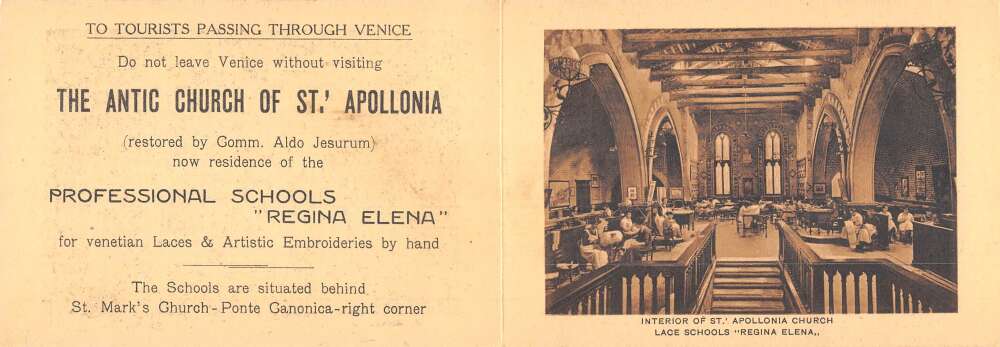 TO TOURISTS PASSING THROUGH VENICE
Do not leave Venice without visiting
THE ANTIC CHURCH OF ST.' APOLLONIA
(restored by Comm. Aldo Jesurum)
now residence of the
PROFESSIONAL SCHOOLS
"REGINA ELENA"
for venetian Laces & Artistic Embroideries by hand
The Schools are situated behind
St. Mark's Church - Ponte Canonica - right corner
INTERIOR OF ST.' APOLLONIA CHURCH
LACE SCHOOLS "REGINA ELENA„